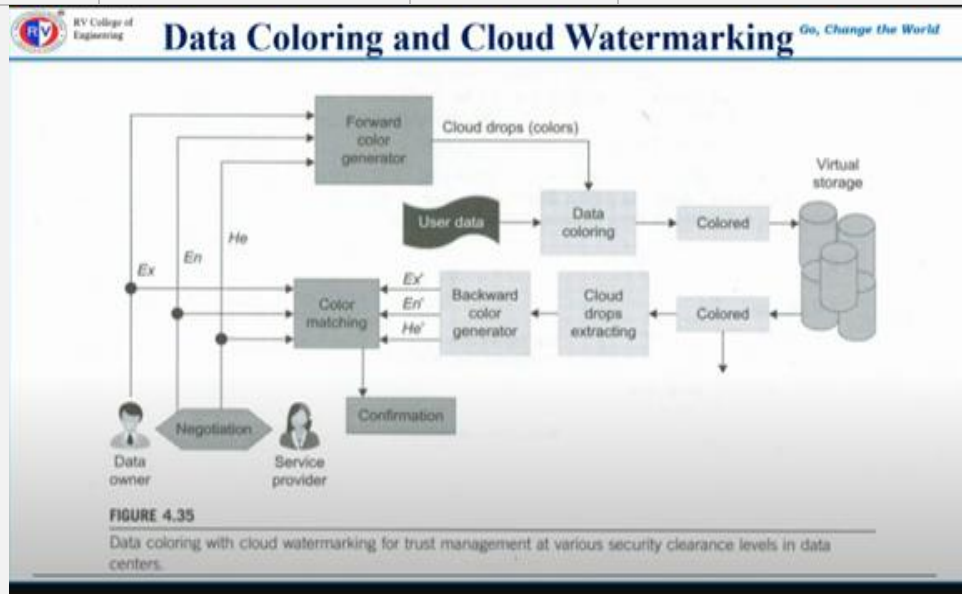 RV College of
Engineering
Data Coloring and Cloud Watermarking
Go, Change the World
Forward
color
generator
Cloud drops (colors)
Virtual
storage
User data
Data
coloring
Colored
He
En
Ex
Color
matching
Ex'
En'
He'
Backward
color
generator
Cloud
drops
extracting
Colored
Confirmation
Negotiation
Data
owner
Service
provider
FIGURE 4.35
Data coloring with cloud watermarking for trust management at various security clearance levels in data
centers.